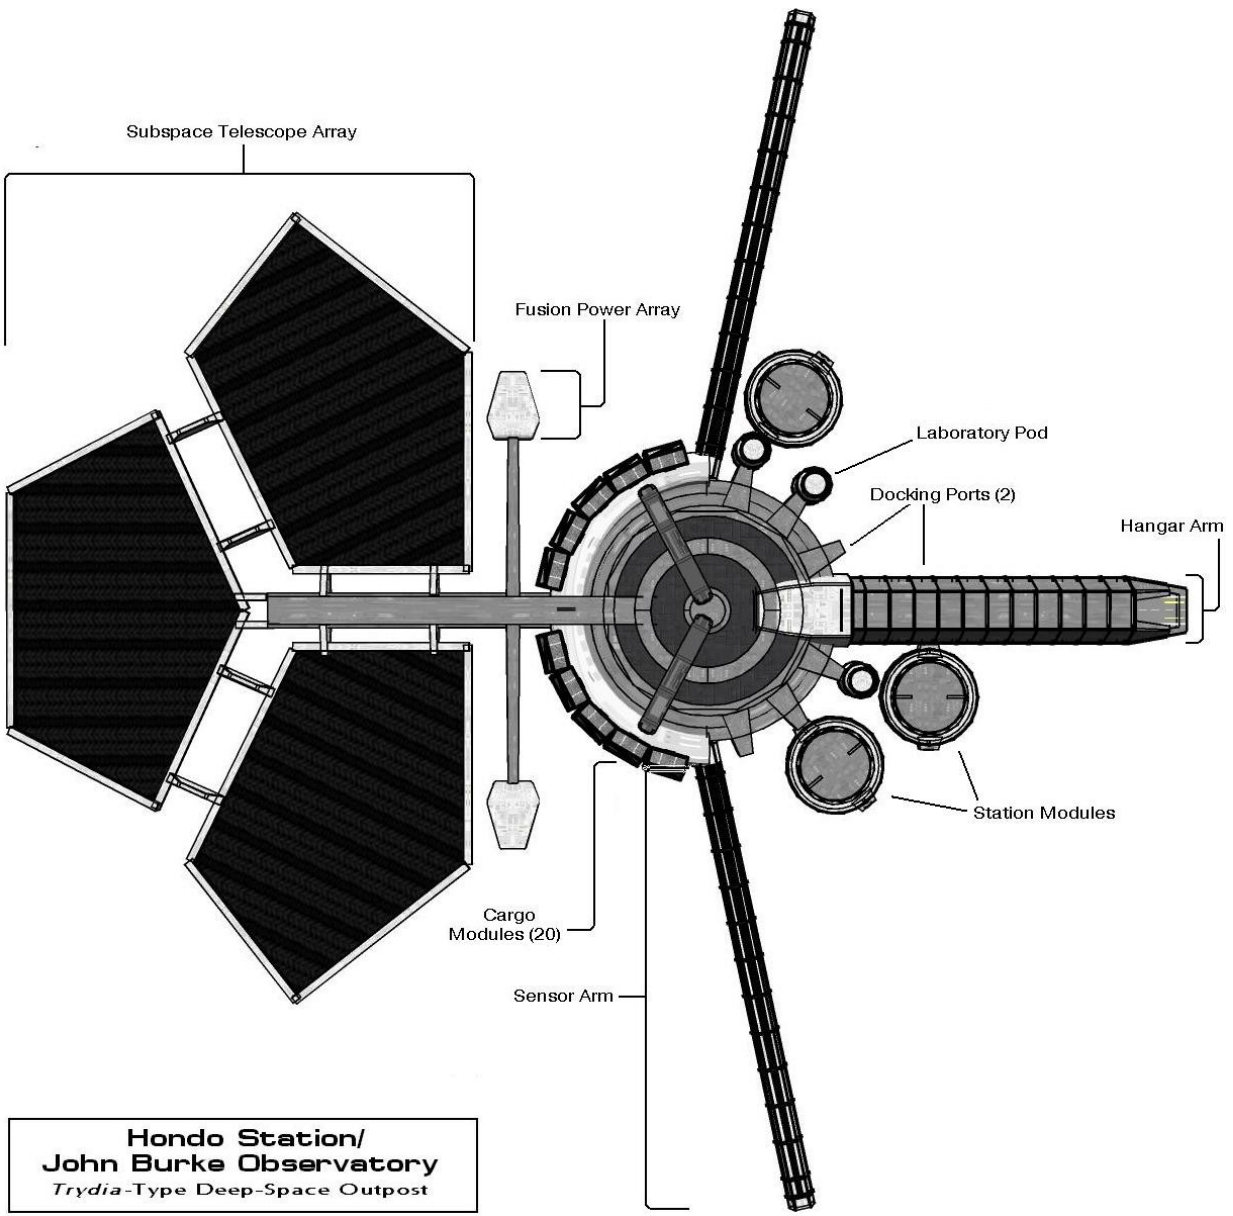 Subspace Telescope Array
Fusion Power Array
Laboratory Pod
Docking Ports (2)
Hangar Arm
Station Modules
Cargo
Modules (20)
Sensor Arm
Hondo Station/
John Burke Observatory
Trydia-Type Deep-Space Outpost